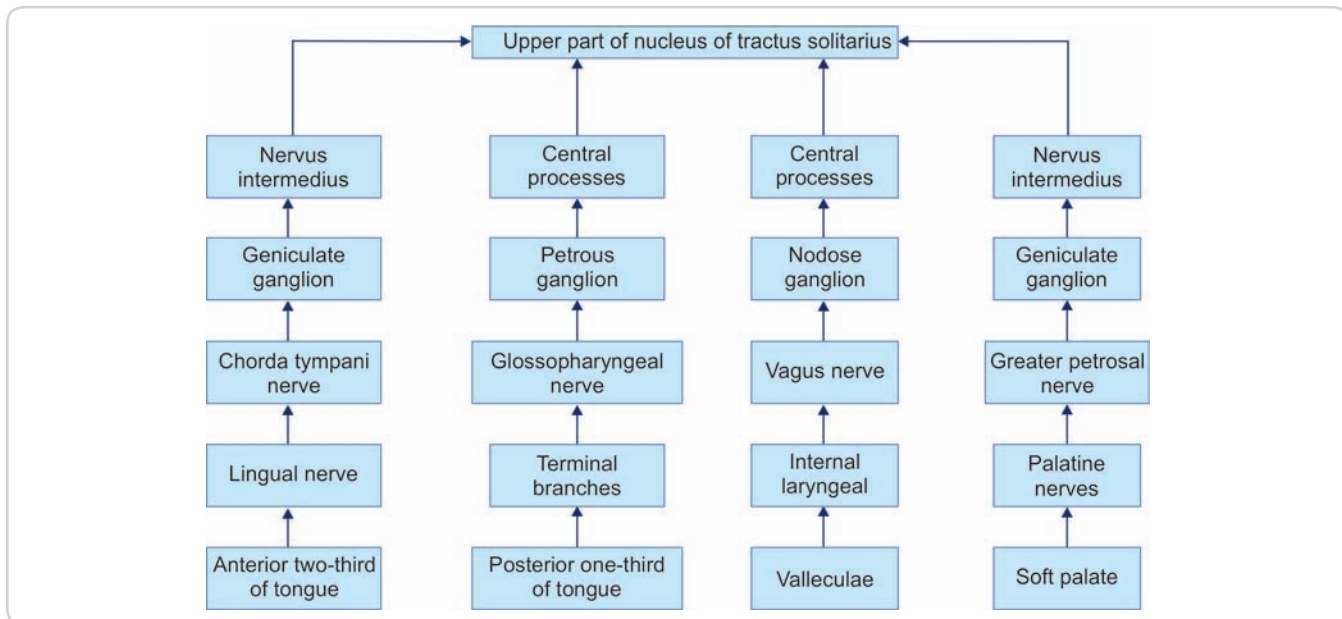 Upper part of nucleus of tractus solitarius
Nervus
intermedius
Central
processes
Central
processes
Nervus
intermedius
Geniculate
ganglion
Petrous
ganglion
Nodose
ganglion
Geniculate
ganglion
Chorda tympani
nerve
Glossopharyngeal
nerve
Vagus nerve
Greater petrosal
nerve
Lingual nerve
Terminal
branches
Internal
laryngeal
Palatine
nerves
Anterior two-third
of tongue
Posterior one-third
of tongue
Valleculae
Soft palate